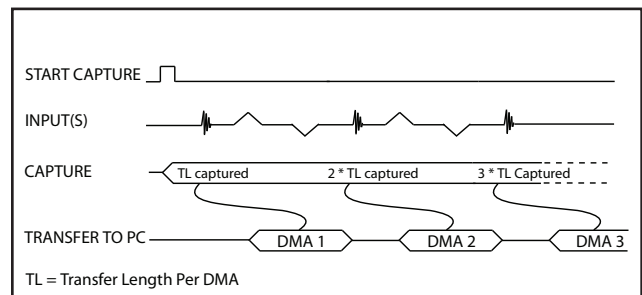 START CAPTURE
INPUT(S)
CAPTURE
TL captured 2 * TL captured 3 * TL Captured
TRANSFER TO PC
DMA 1 DMA 2 DMA 3
TL = Transfer Length Per DMA